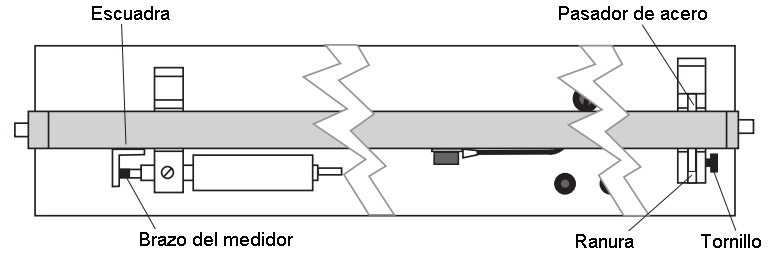 Escuadra
Pasador de acero
Brazo del medidor
Ranura
Tornillo